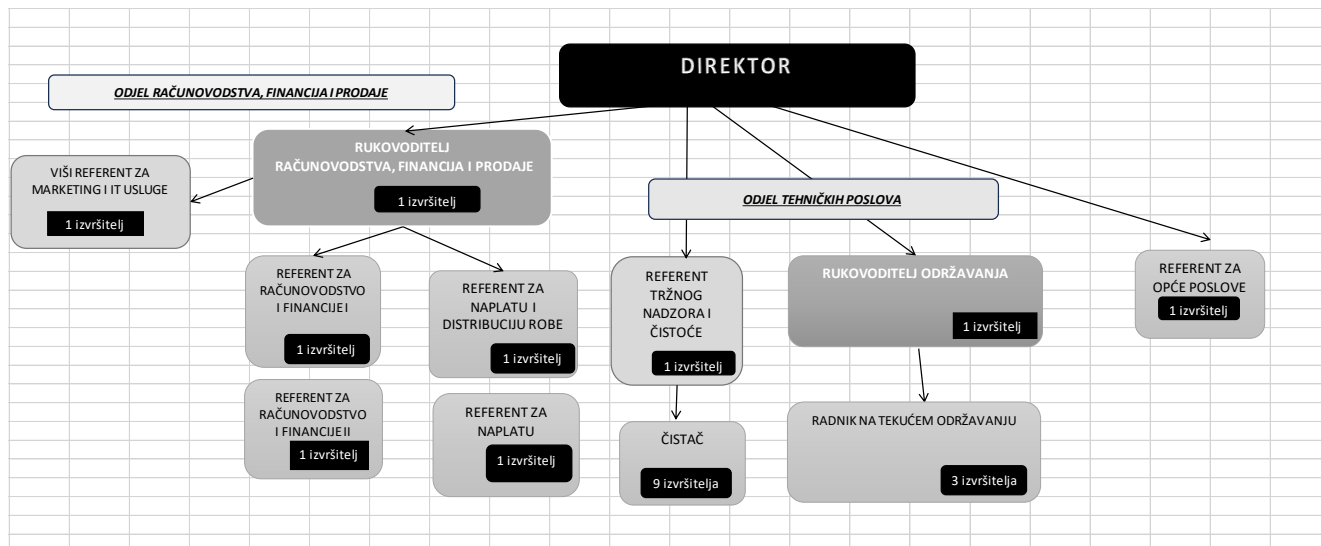 DIREKTOR
ODJEL RAČUNOVODSTVA, FINANCIJA I PRODAJE
RUKOVODITELJ
RAČUNOVODSTVA, FINANCIJA I PRODAJE
1 izvršitelj
VIŠI REFERENT ZA
MARKETING I IT USLUGE
1 izvršitelj
ODJEL TEHNIČKIH POSLOVA
REFERENT ZA
RAČUNOVODSTVO
I FINANCIJE I
1 izvršitelj
REFERENT ZA
NAPLATU I
DISTRIBUCIJU ROBE
1 izvršitelj
REFERENT
TRŽNOG
NADZORA I
ČISTOĆE
1 izvršitelj
RUKOVODITELJ ODRŽAVANJA
1 izvršitelj
REFERENT ZA
OPĆE POSLOVE
1 izvršitelj
REFERENT ZA
RAČUNOVODSTVO
I FINANCIJE II
1 izvršitelj
REFERENT ZA
NAPLATU
1 izvršitelj
ČISTAČ
9 izvršitelja
RADNIK NA TEKUĆEM ODRŽAVANJU
3 izvršitelja